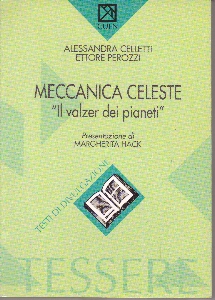 CUEN
ALESSANDRA CELLETTI
ETTORE PEROZZI
MECCANICA CELESTE
"Il valzer dei pianeti"
Presentazione di
MARGHERITA HACK
TESTI DI DIVULGAZIONE
TESSERE